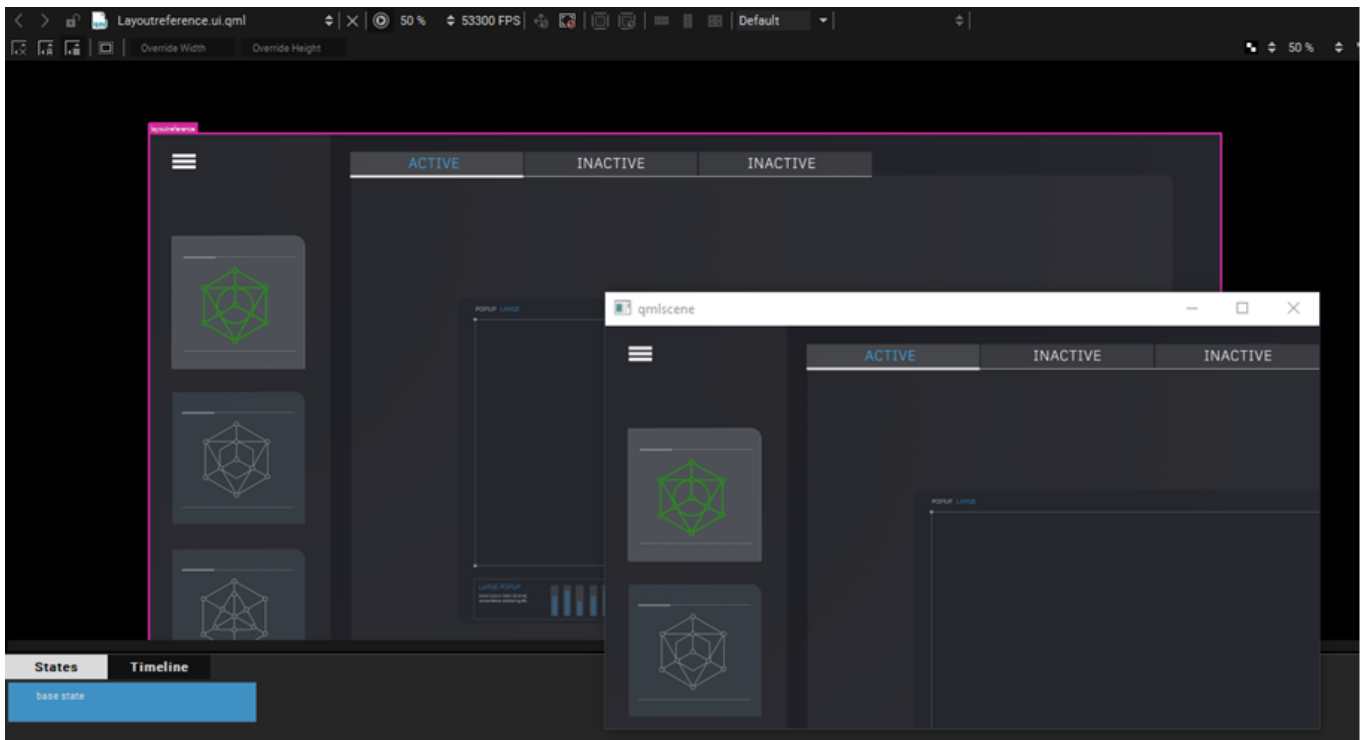 Layoutreference.ui.qml 50 % 53300 FPS Default
Override Width Override Height 50 %
layoutreference
ACTIVE INACTIVE INACTIVE
POPUP LARGE
LARGE POPUP
qmlscene
ACTIVE INACTIVE INACTIVE
POPUP LARGE
States Timeline
base state